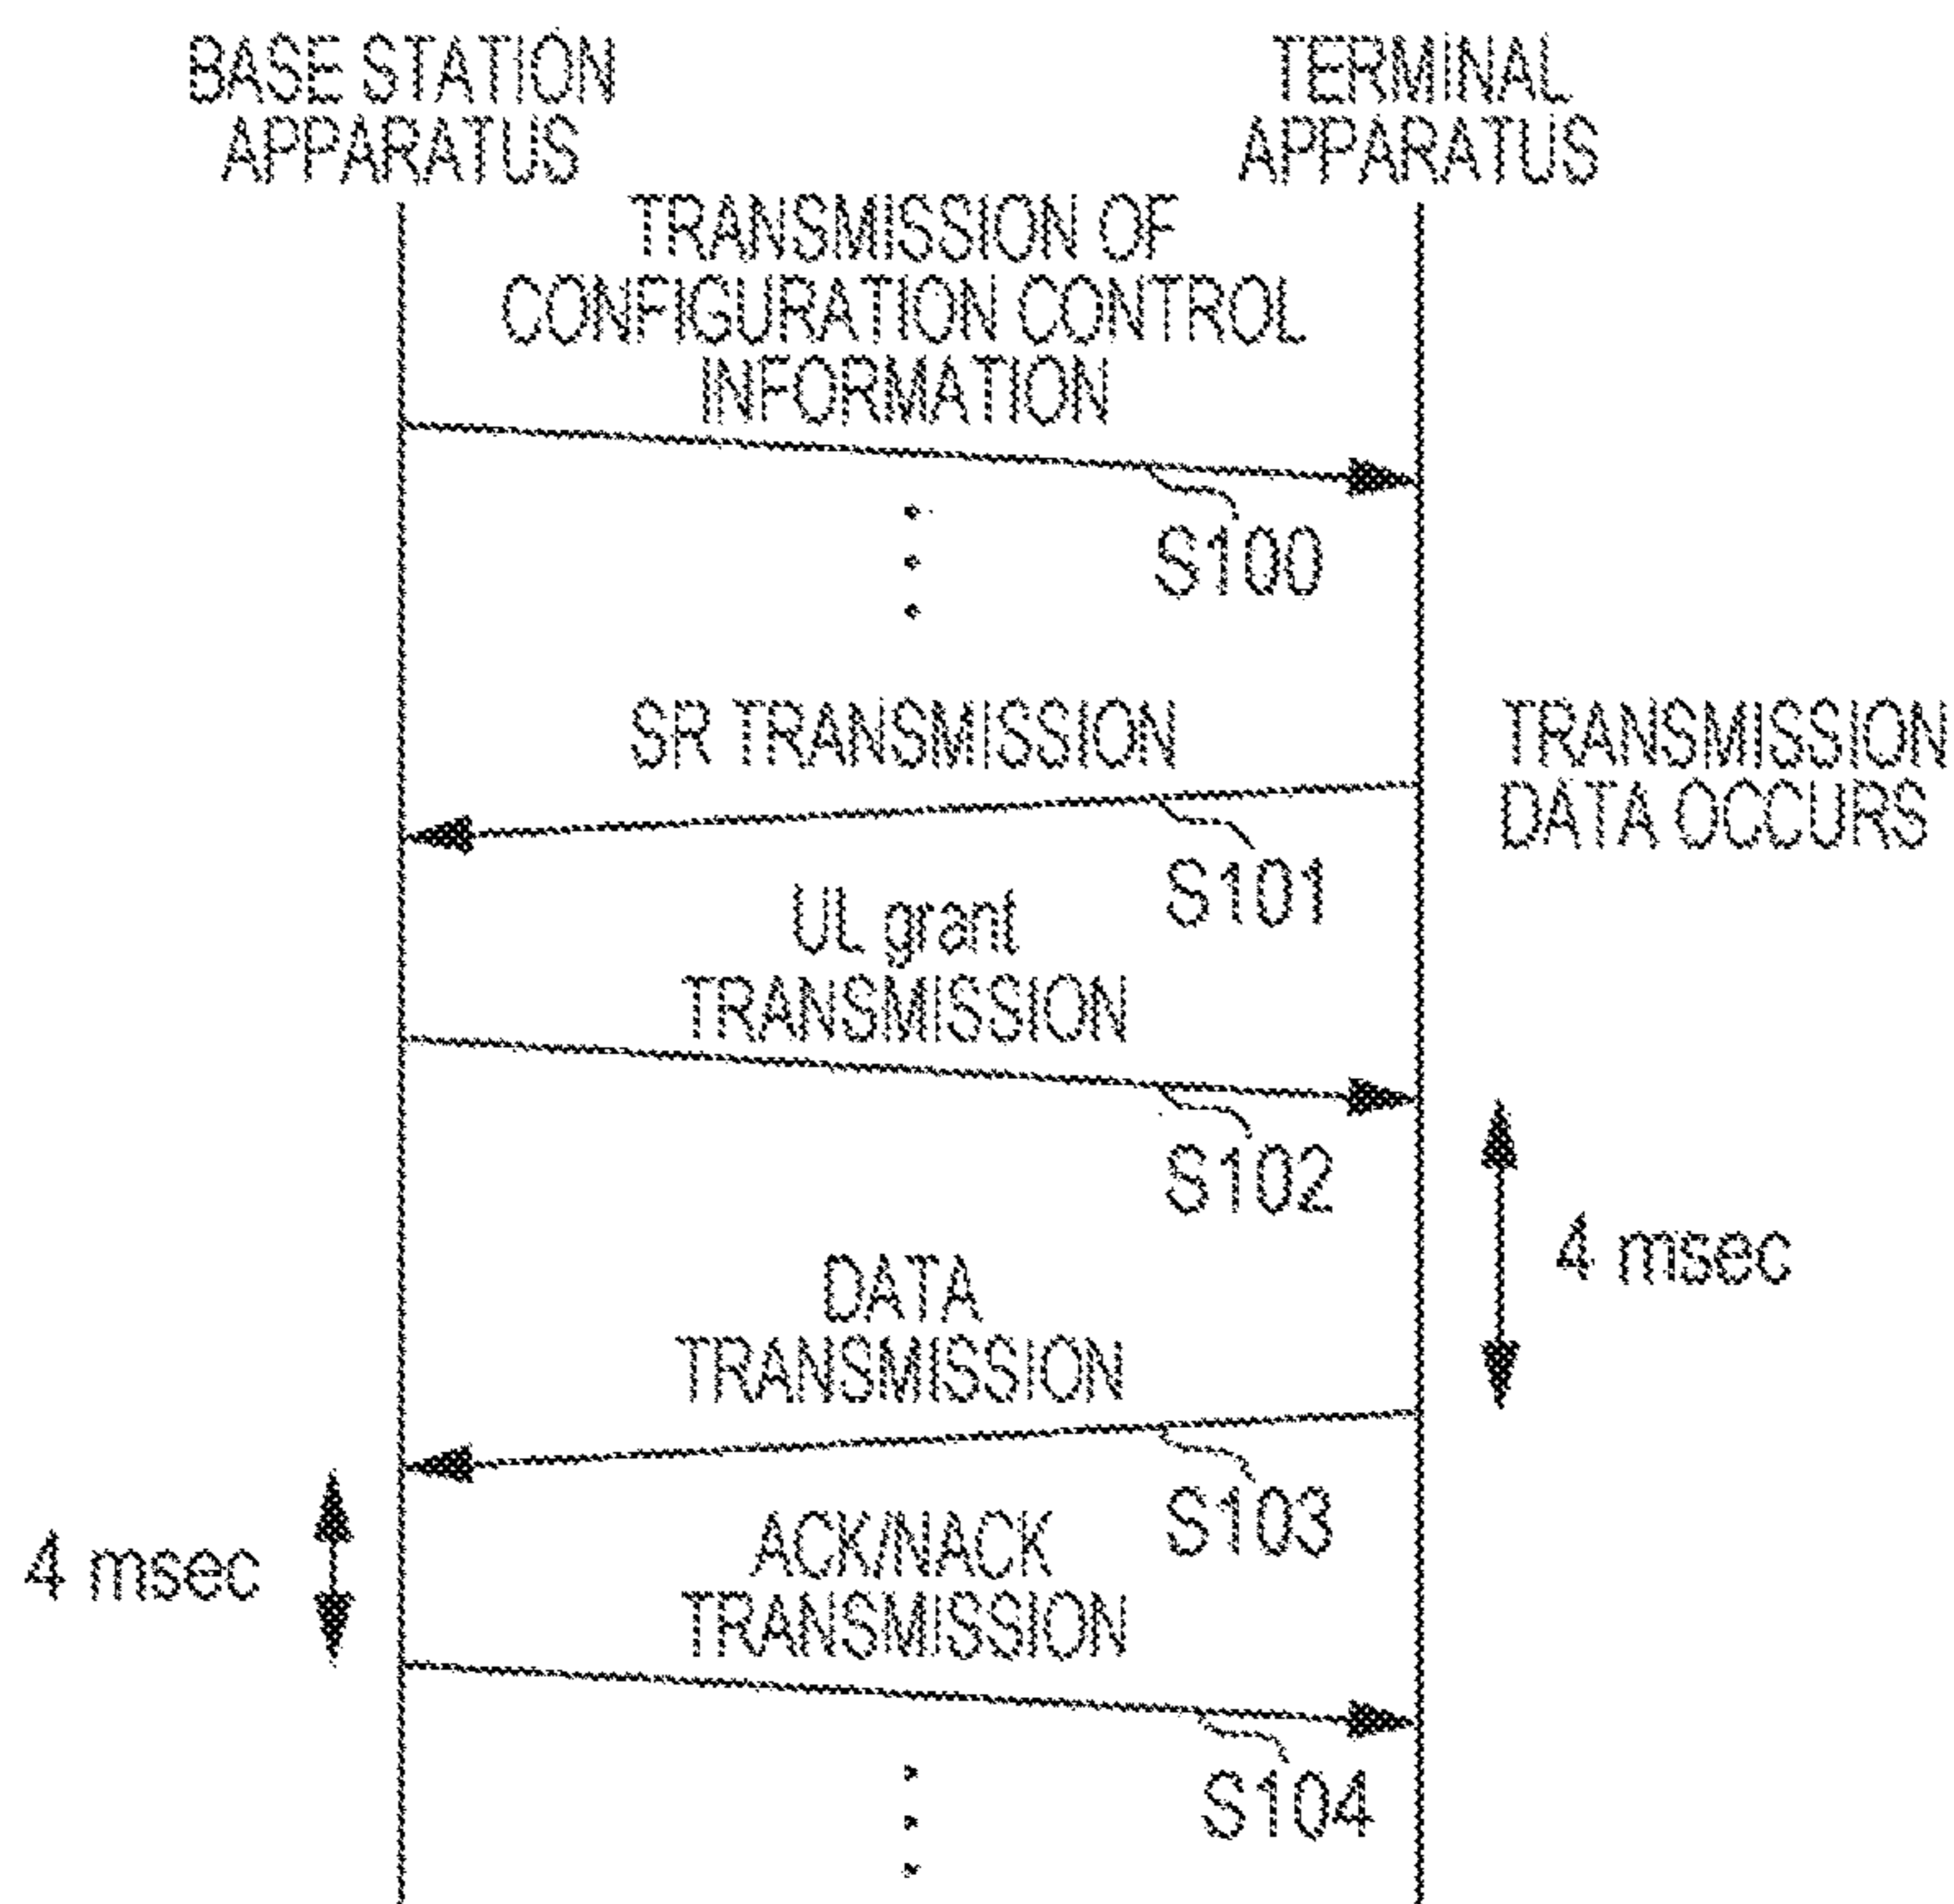 BASE STATION
APPARATUS
TERMINAL
APPARATUS
TRANSMISSION OF
CONFIGURATION CONTROL
INFORMATION
S100
SR TRANSMISSION
TRANSMISSION
DATA OCCURS
S101
UL grant
TRANSMISSION
S102
4 msec
DATA
TRANSMISSION
S103
4 msec
ACK/NACK
TRANSMISSION
S104